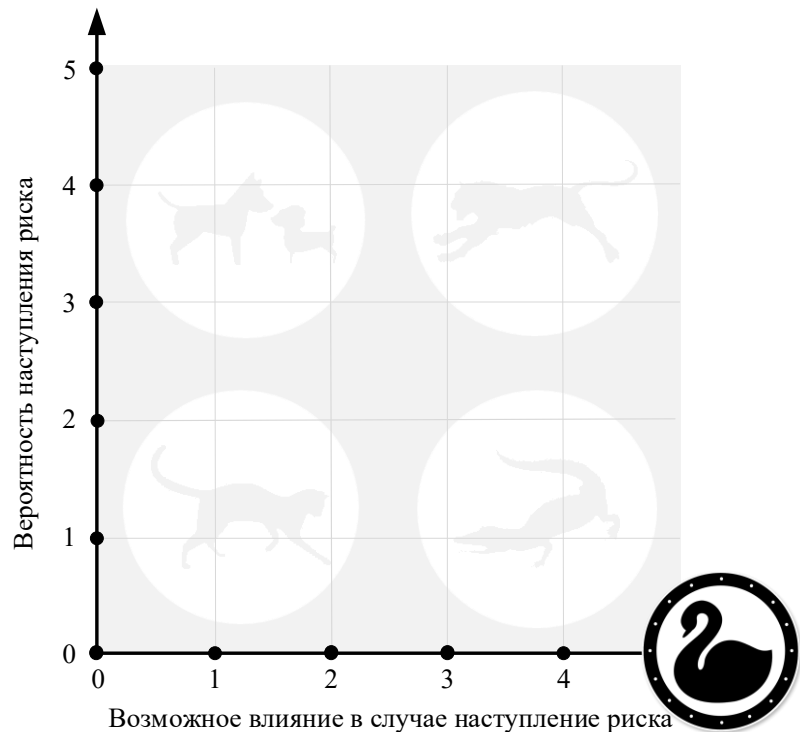 5
4
3
2
1
0
Вероятность наступления риска
0 1 2 3 4
Возможное влияние в случае наступление риска